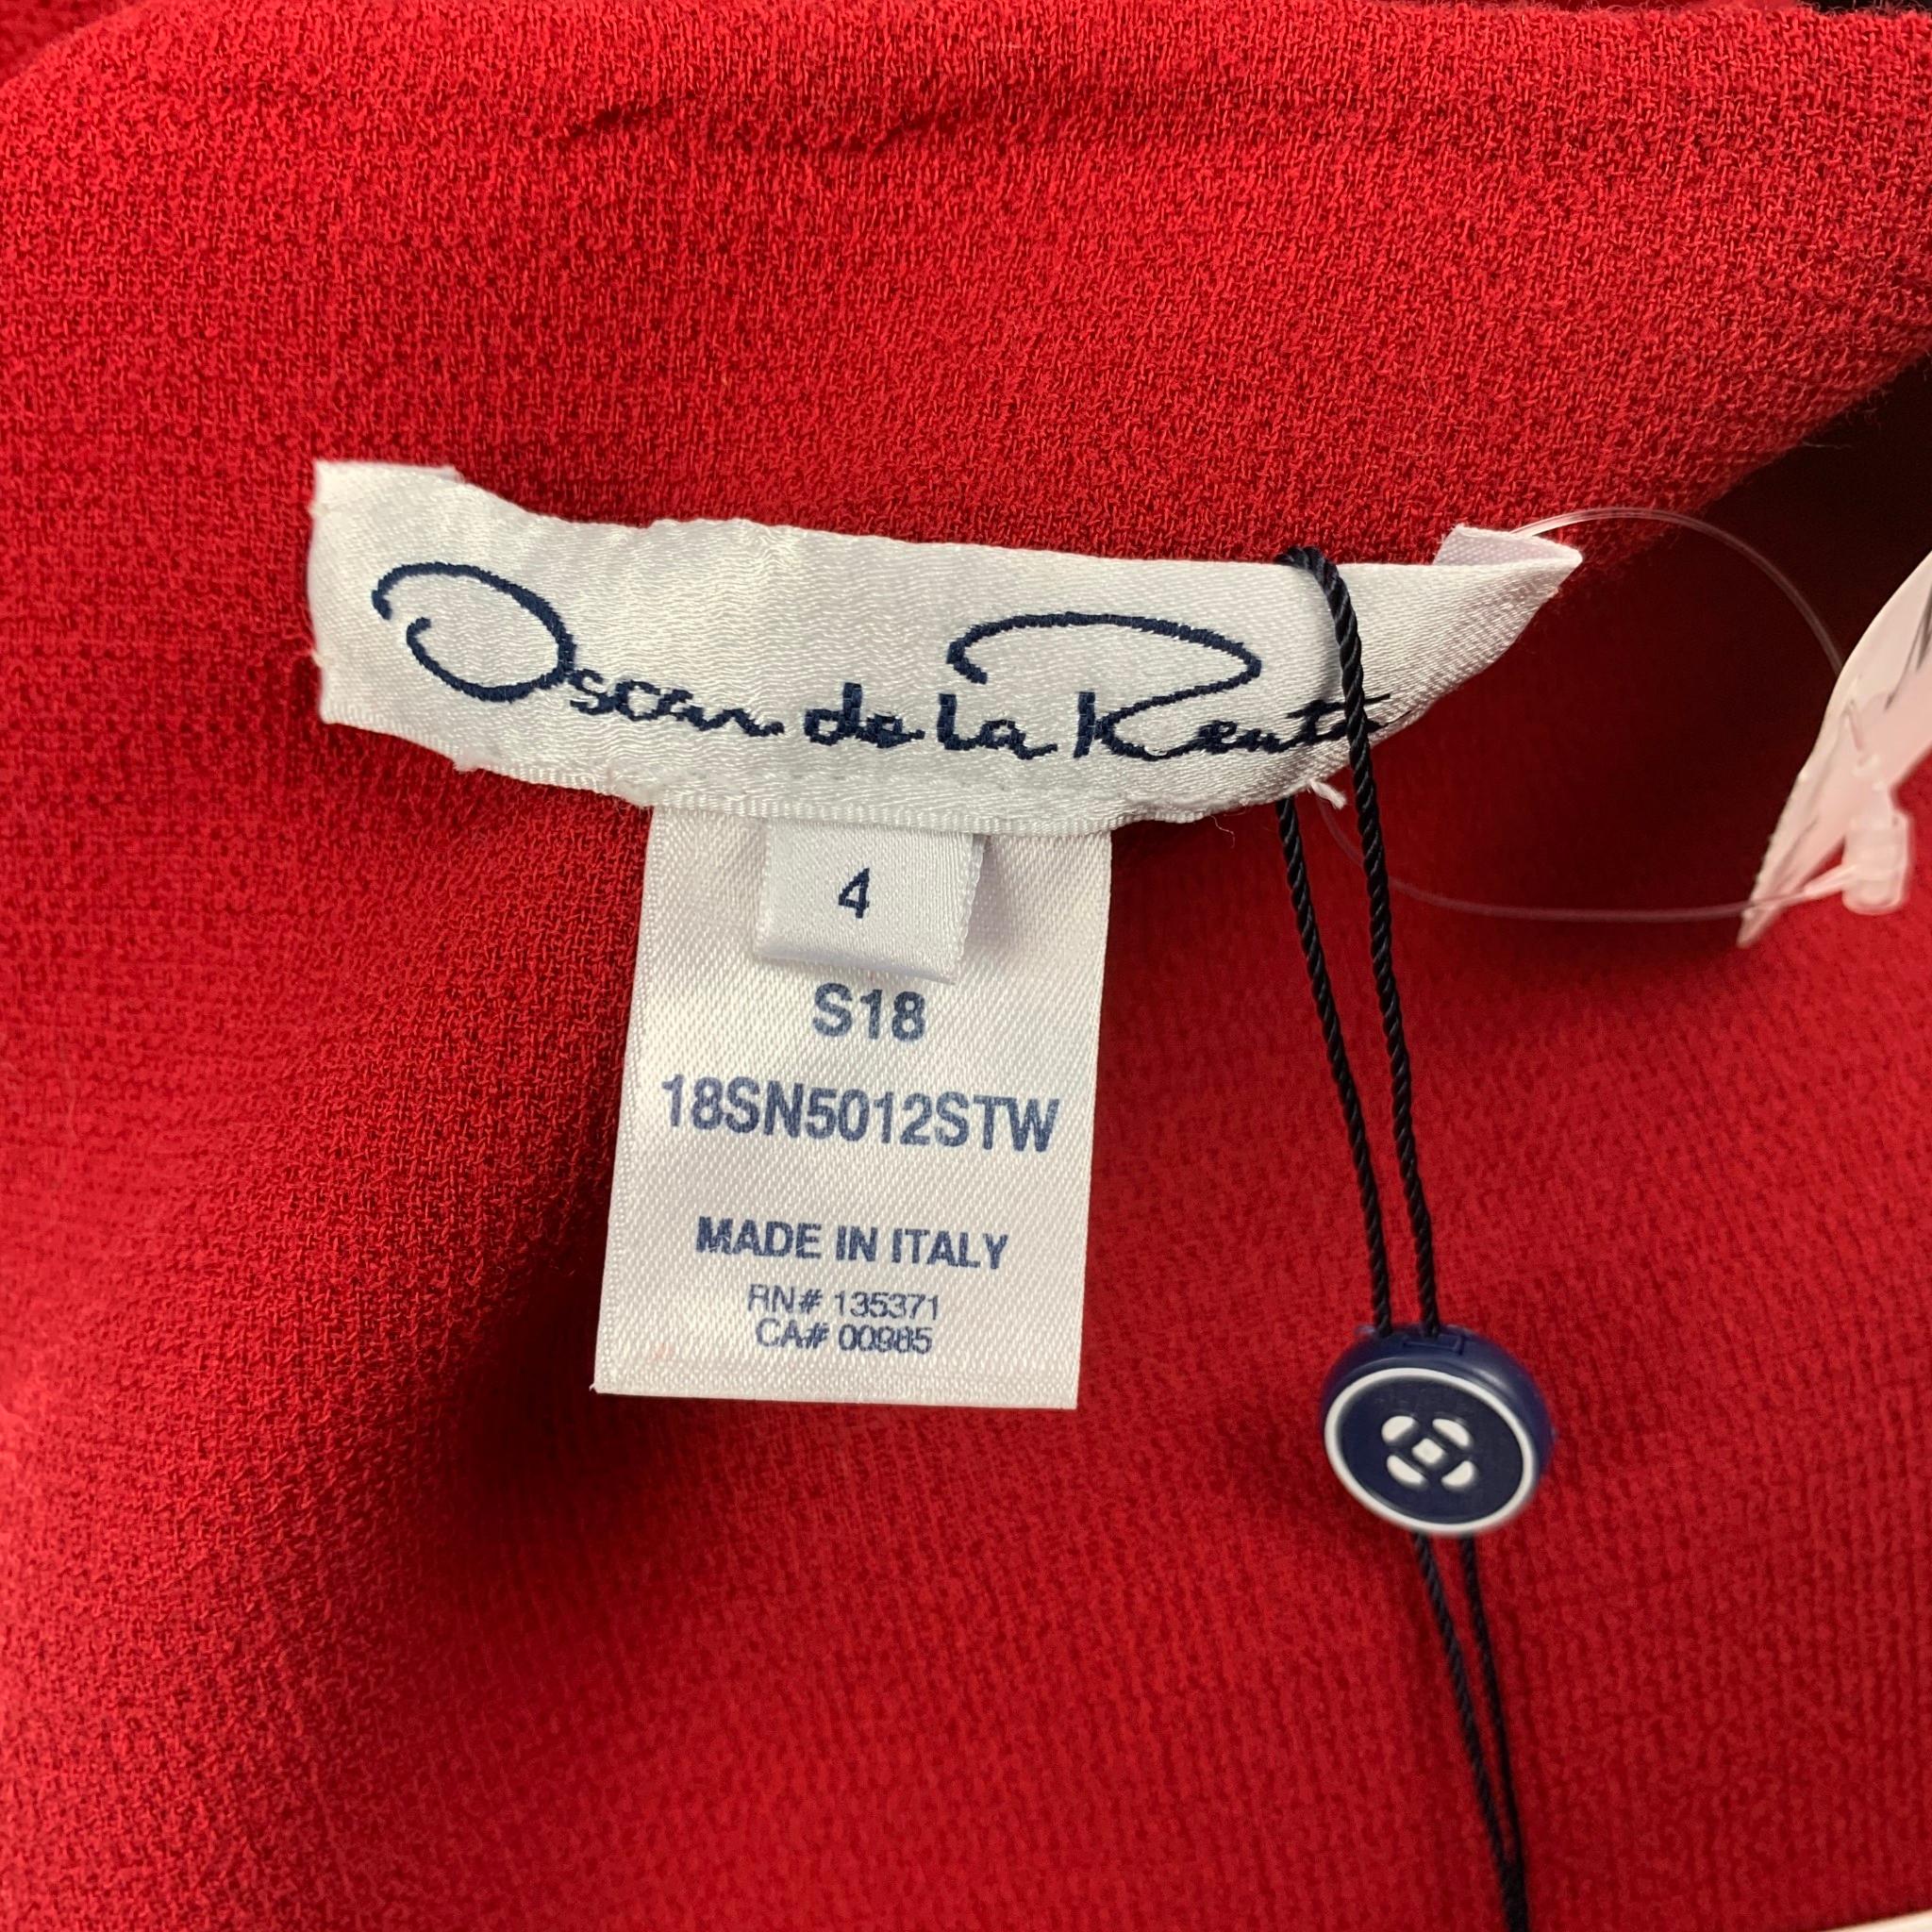 Oscar de la Renta
4
S18
18SN5012STW
MADE IN ITALY
RN# 135371
CA# 00985